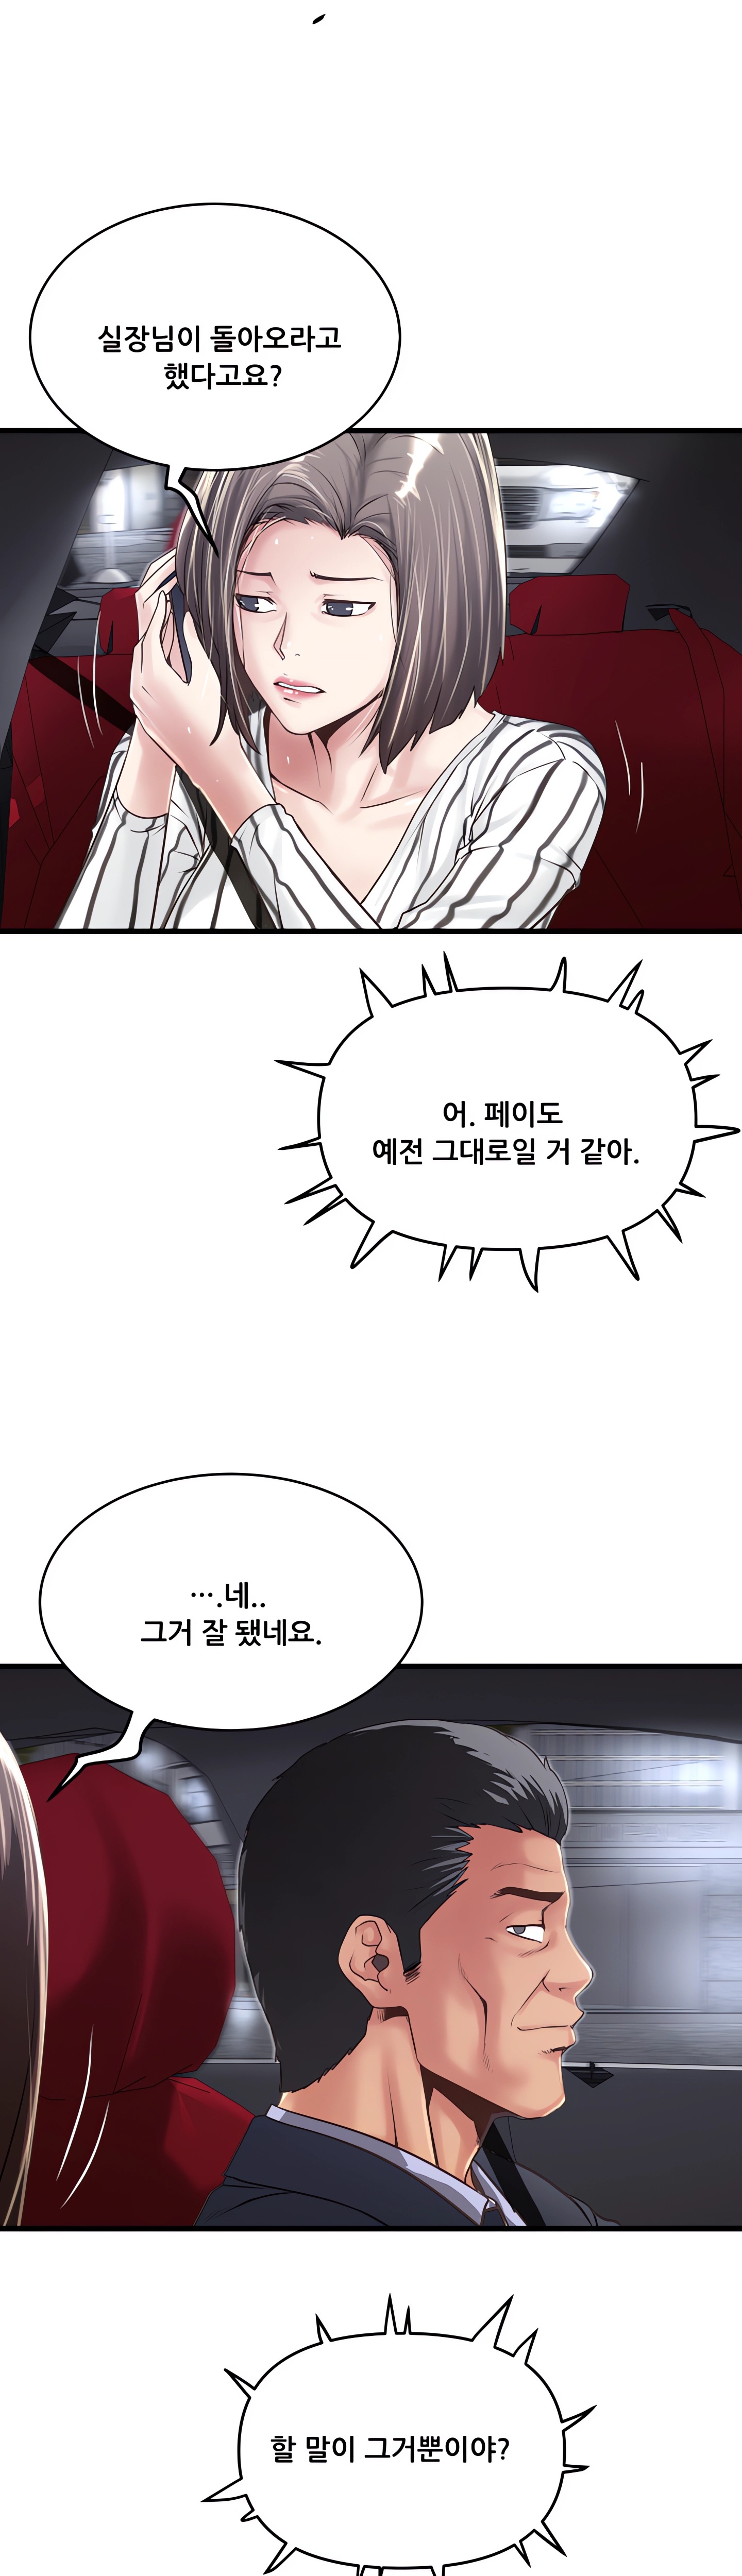 실장님이 돌아오라고
했다고요?
어. 페이도
예전 그대로일 거 같아.
….네..
그거 잘 됐네요.
할 말이 그거뿐이야?